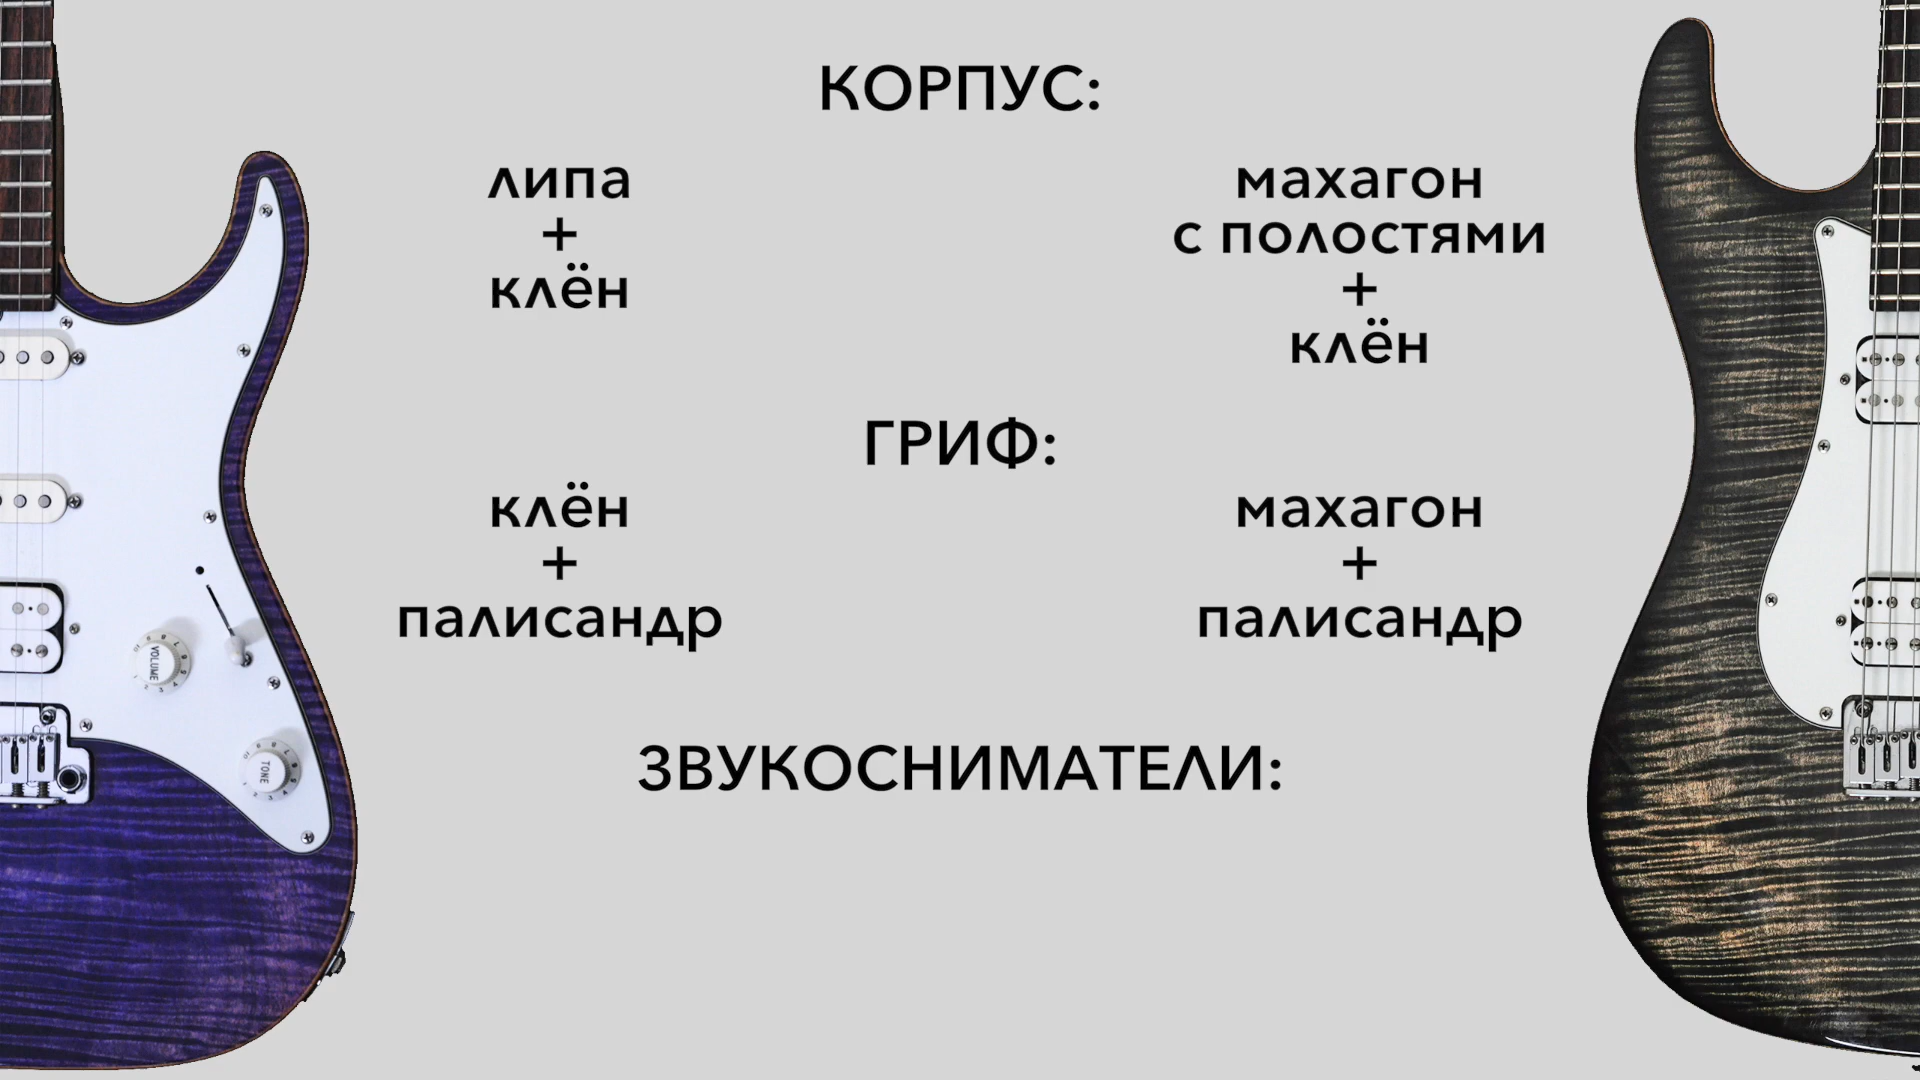 КОРПУС:
липа
+
клён
махагон
с полостями
+
клён
ГРИФ:
клён
+
палисандр
махагон
+
палисандр
ЗВУКОСНИМАТЕЛИ:
VOLUME
TONE